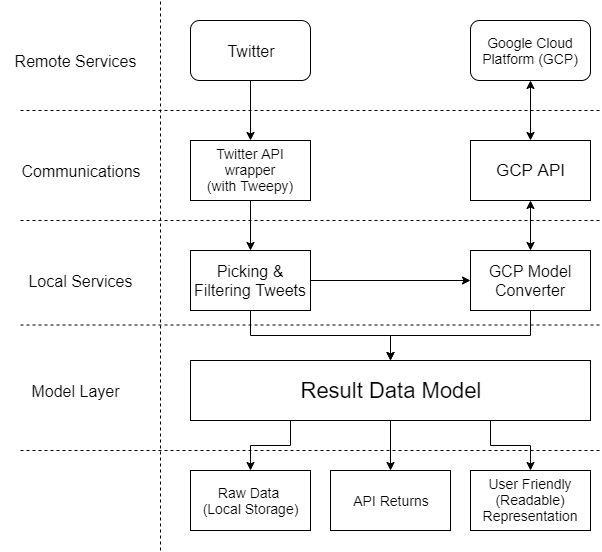 Remote Services
Twitter
Google Cloud
Platform (GCP)
Communications
Twitter API
wrapper
(with Tweepy)
GCP API
Local Services
Picking &
Filtering Tweets
GCP Model
Converter
Model Layer
Result Data Model
Raw Data
(Local Storage)
API Returns
User Friendly
(Readable)
Representation